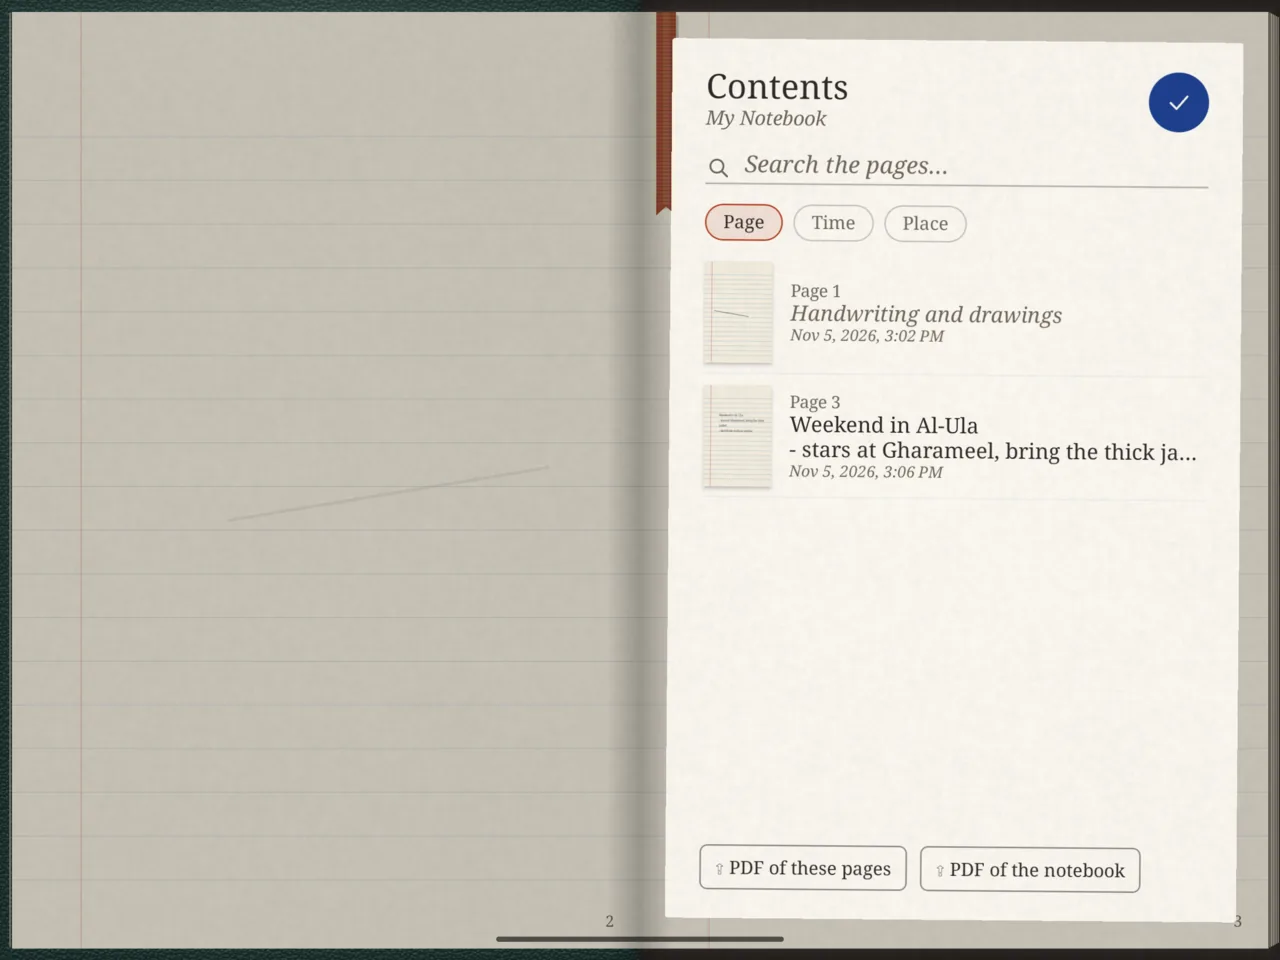 Contents
My Notebook
Search the pages...
Page Time Place
Page 1
Handwriting and drawings
Nov 5, 2026, 3:02 PM
Page 3
Weekend in Al-Ula
- stars at Gharameel, bring the thick ja...
Nov 5, 2026, 3:06 PM
⇧ PDF of these pages ⇧ PDF of the notebook
2
3